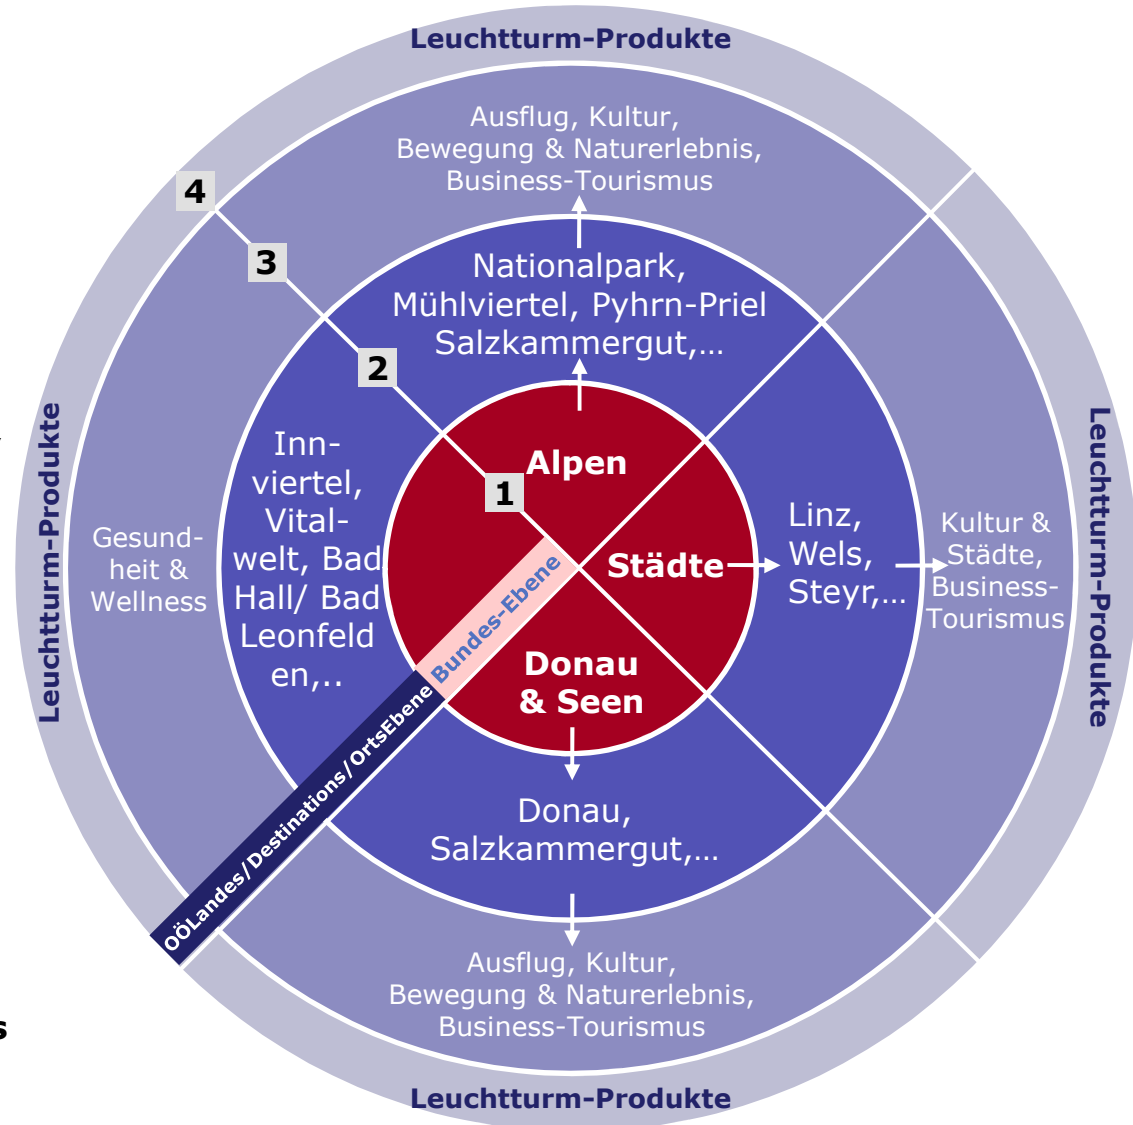 Leuchtturm-Produkte
Ausflug, Kultur,
Bewegung & Naturerlebnis,
Business-Tourismus
4
3
Nationalpark,
Mühlviertel, Pyhrn-Priel
Salzkammergut,...
2
Alpen
1
Leuchtturm-Produkte
Gesund-
heit &
Wellness
Inn-
viertel,
Vital-
welt, Bad
Hall/ Bad
Leonfeld
en,..
Städte
Linz,
Wels,
Steyr,...
Kultur &
Städte,
Business-
Tourismus
Leuchtturm-Produkte
Bundes-Ebene
OÖLandes/Destinations/OrtsEbene
Donau
& Seen
Donau,
Salzkammergut,...
Ausflug, Kultur,
Bewegung & Naturerlebnis,
Business-Tourismus
s
Leuchtturm-Produkte